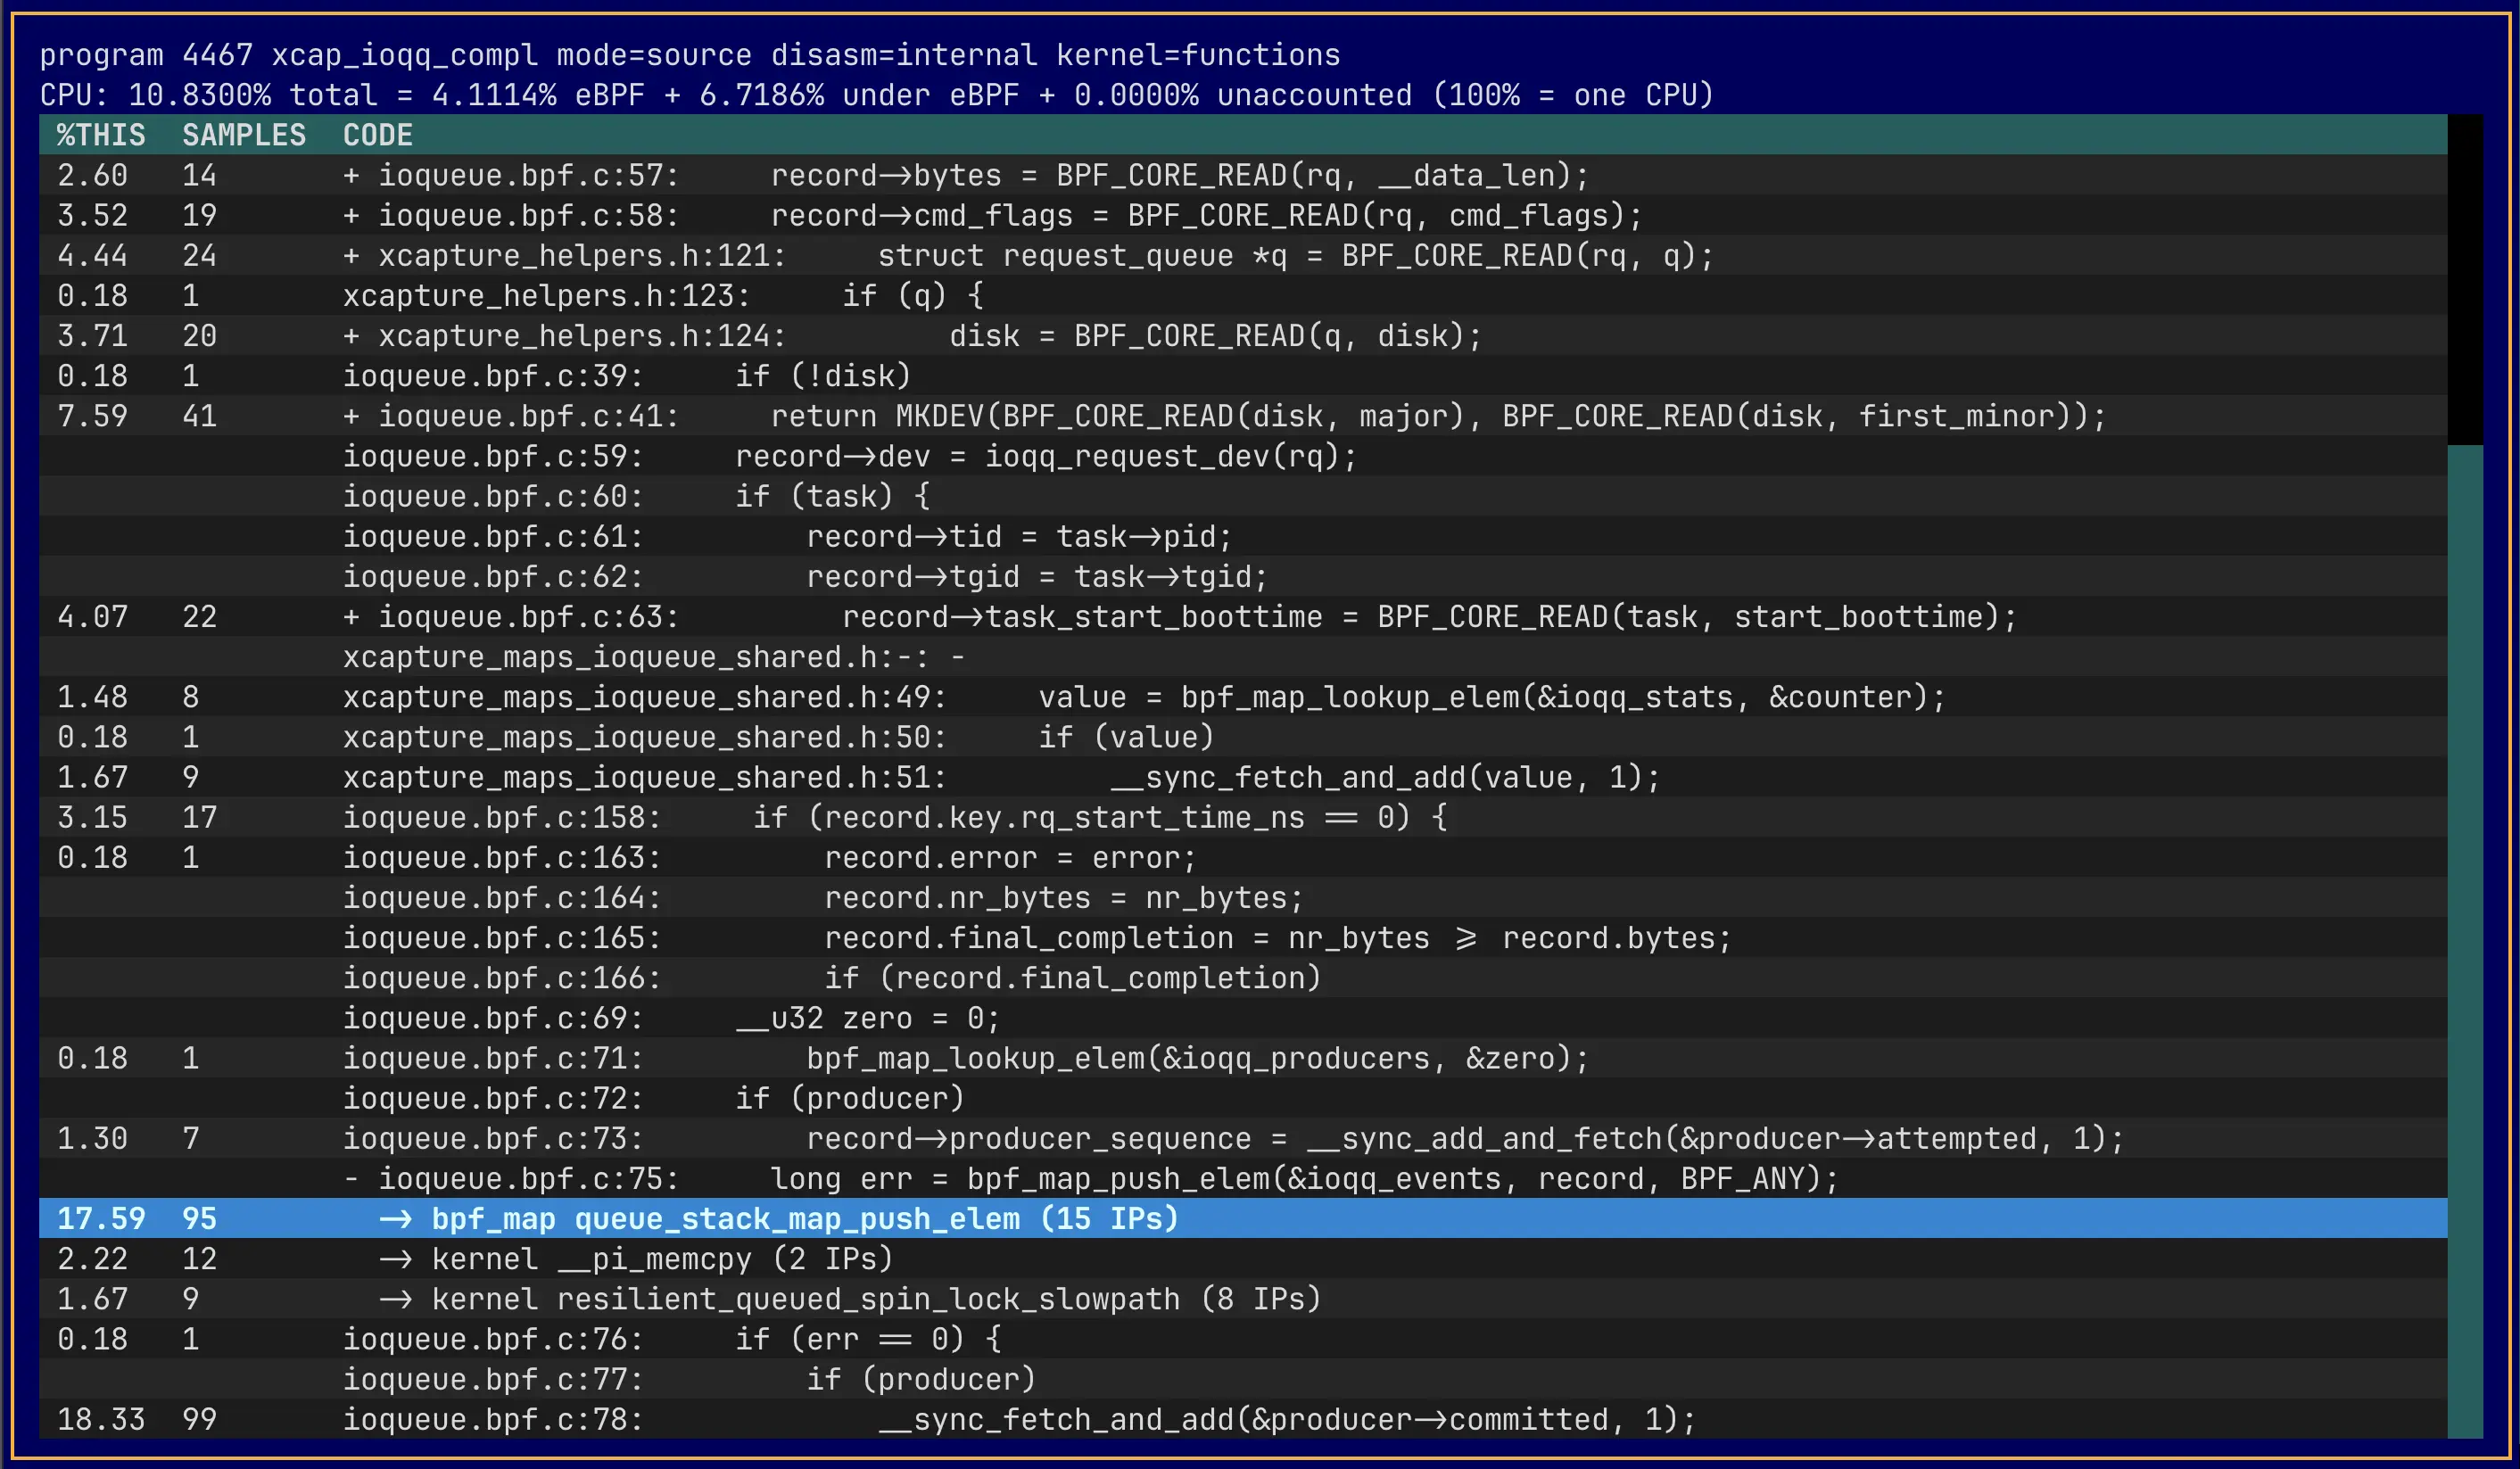 program 4467 xcap_ioqq_compl mode=source disasm=internal kernel=functions
CPU: 10.8300% total = 4.1114% eBPF + 6.7186% under eBPF + 0.0000% unaccounted (100% = one CPU)
%THIS SAMPLES CODE
2.60 14 + ioqueue.bpf.c:57: record->bytes = BPF_CORE_READ(rq, __data_len);
3.52 19 + ioqueue.bpf.c:58: record->cmd_flags = BPF_CORE_READ(rq, cmd_flags);
4.44 24 + xcapture_helpers.h:121: struct request_queue *q = BPF_CORE_READ(rq, q);
0.18 1 xcapture_helpers.h:123: if (q) {
3.71 20 + xcapture_helpers.h:124: disk = BPF_CORE_READ(q, disk);
0.18 1 ioqueue.bpf.c:39: if (!disk)
7.59 41 + ioqueue.bpf.c:41: return MKDEV(BPF_CORE_READ(disk, major), BPF_CORE_READ(disk, first_minor));
ioqueue.bpf.c:59: record->dev = ioqq_request_dev(rq);
ioqueue.bpf.c:60: if (task) {
ioqueue.bpf.c:61: record->tid = task->pid;
ioqueue.bpf.c:62: record->tgid = task->tgid;
4.07 22 + ioqueue.bpf.c:63: record->task_start_boottime = BPF_CORE_READ(task, start_boottime);
xcapture_maps_ioqueue_shared.h:-: -
1.48 8 xcapture_maps_ioqueue_shared.h:49: value = bpf_map_lookup_elem(&ioqq_stats, &counter);
0.18 1 xcapture_maps_ioqueue_shared.h:50: if (value)
1.67 9 xcapture_maps_ioqueue_shared.h:51: __sync_fetch_and_add(value, 1);
3.15 17 ioqueue.bpf.c:158: if (record.key.rq_start_time_ns == 0) {
0.18 1 ioqueue.bpf.c:163: record.error = error;
ioqueue.bpf.c:164: record.nr_bytes = nr_bytes;
ioqueue.bpf.c:165: record.final_completion = nr_bytes >= record.bytes;
ioqueue.bpf.c:166: if (record.final_completion)
ioqueue.bpf.c:69: __u32 zero = 0;
0.18 1 ioqueue.bpf.c:71: bpf_map_lookup_elem(&ioqq_producers, &zero);
ioqueue.bpf.c:72: if (producer)
1.30 7 ioqueue.bpf.c:73: record->producer_sequence = __sync_add_and_fetch(&producer->attempted, 1);
- ioqueue.bpf.c:75: long err = bpf_map_push_elem(&ioqq_events, record, BPF_ANY);
17.59 95 -> bpf_map queue_stack_map_push_elem (15 IPs)
2.22 12 -> kernel __pi_memcpy (2 IPs)
1.67 9 -> kernel resilient_queued_spin_lock_slowpath (8 IPs)
0.18 1 ioqueue.bpf.c:76: if (err == 0) {
ioqueue.bpf.c:77: if (producer)
18.33 99 ioqueue.bpf.c:78: __sync_fetch_and_add(&producer->committed, 1);